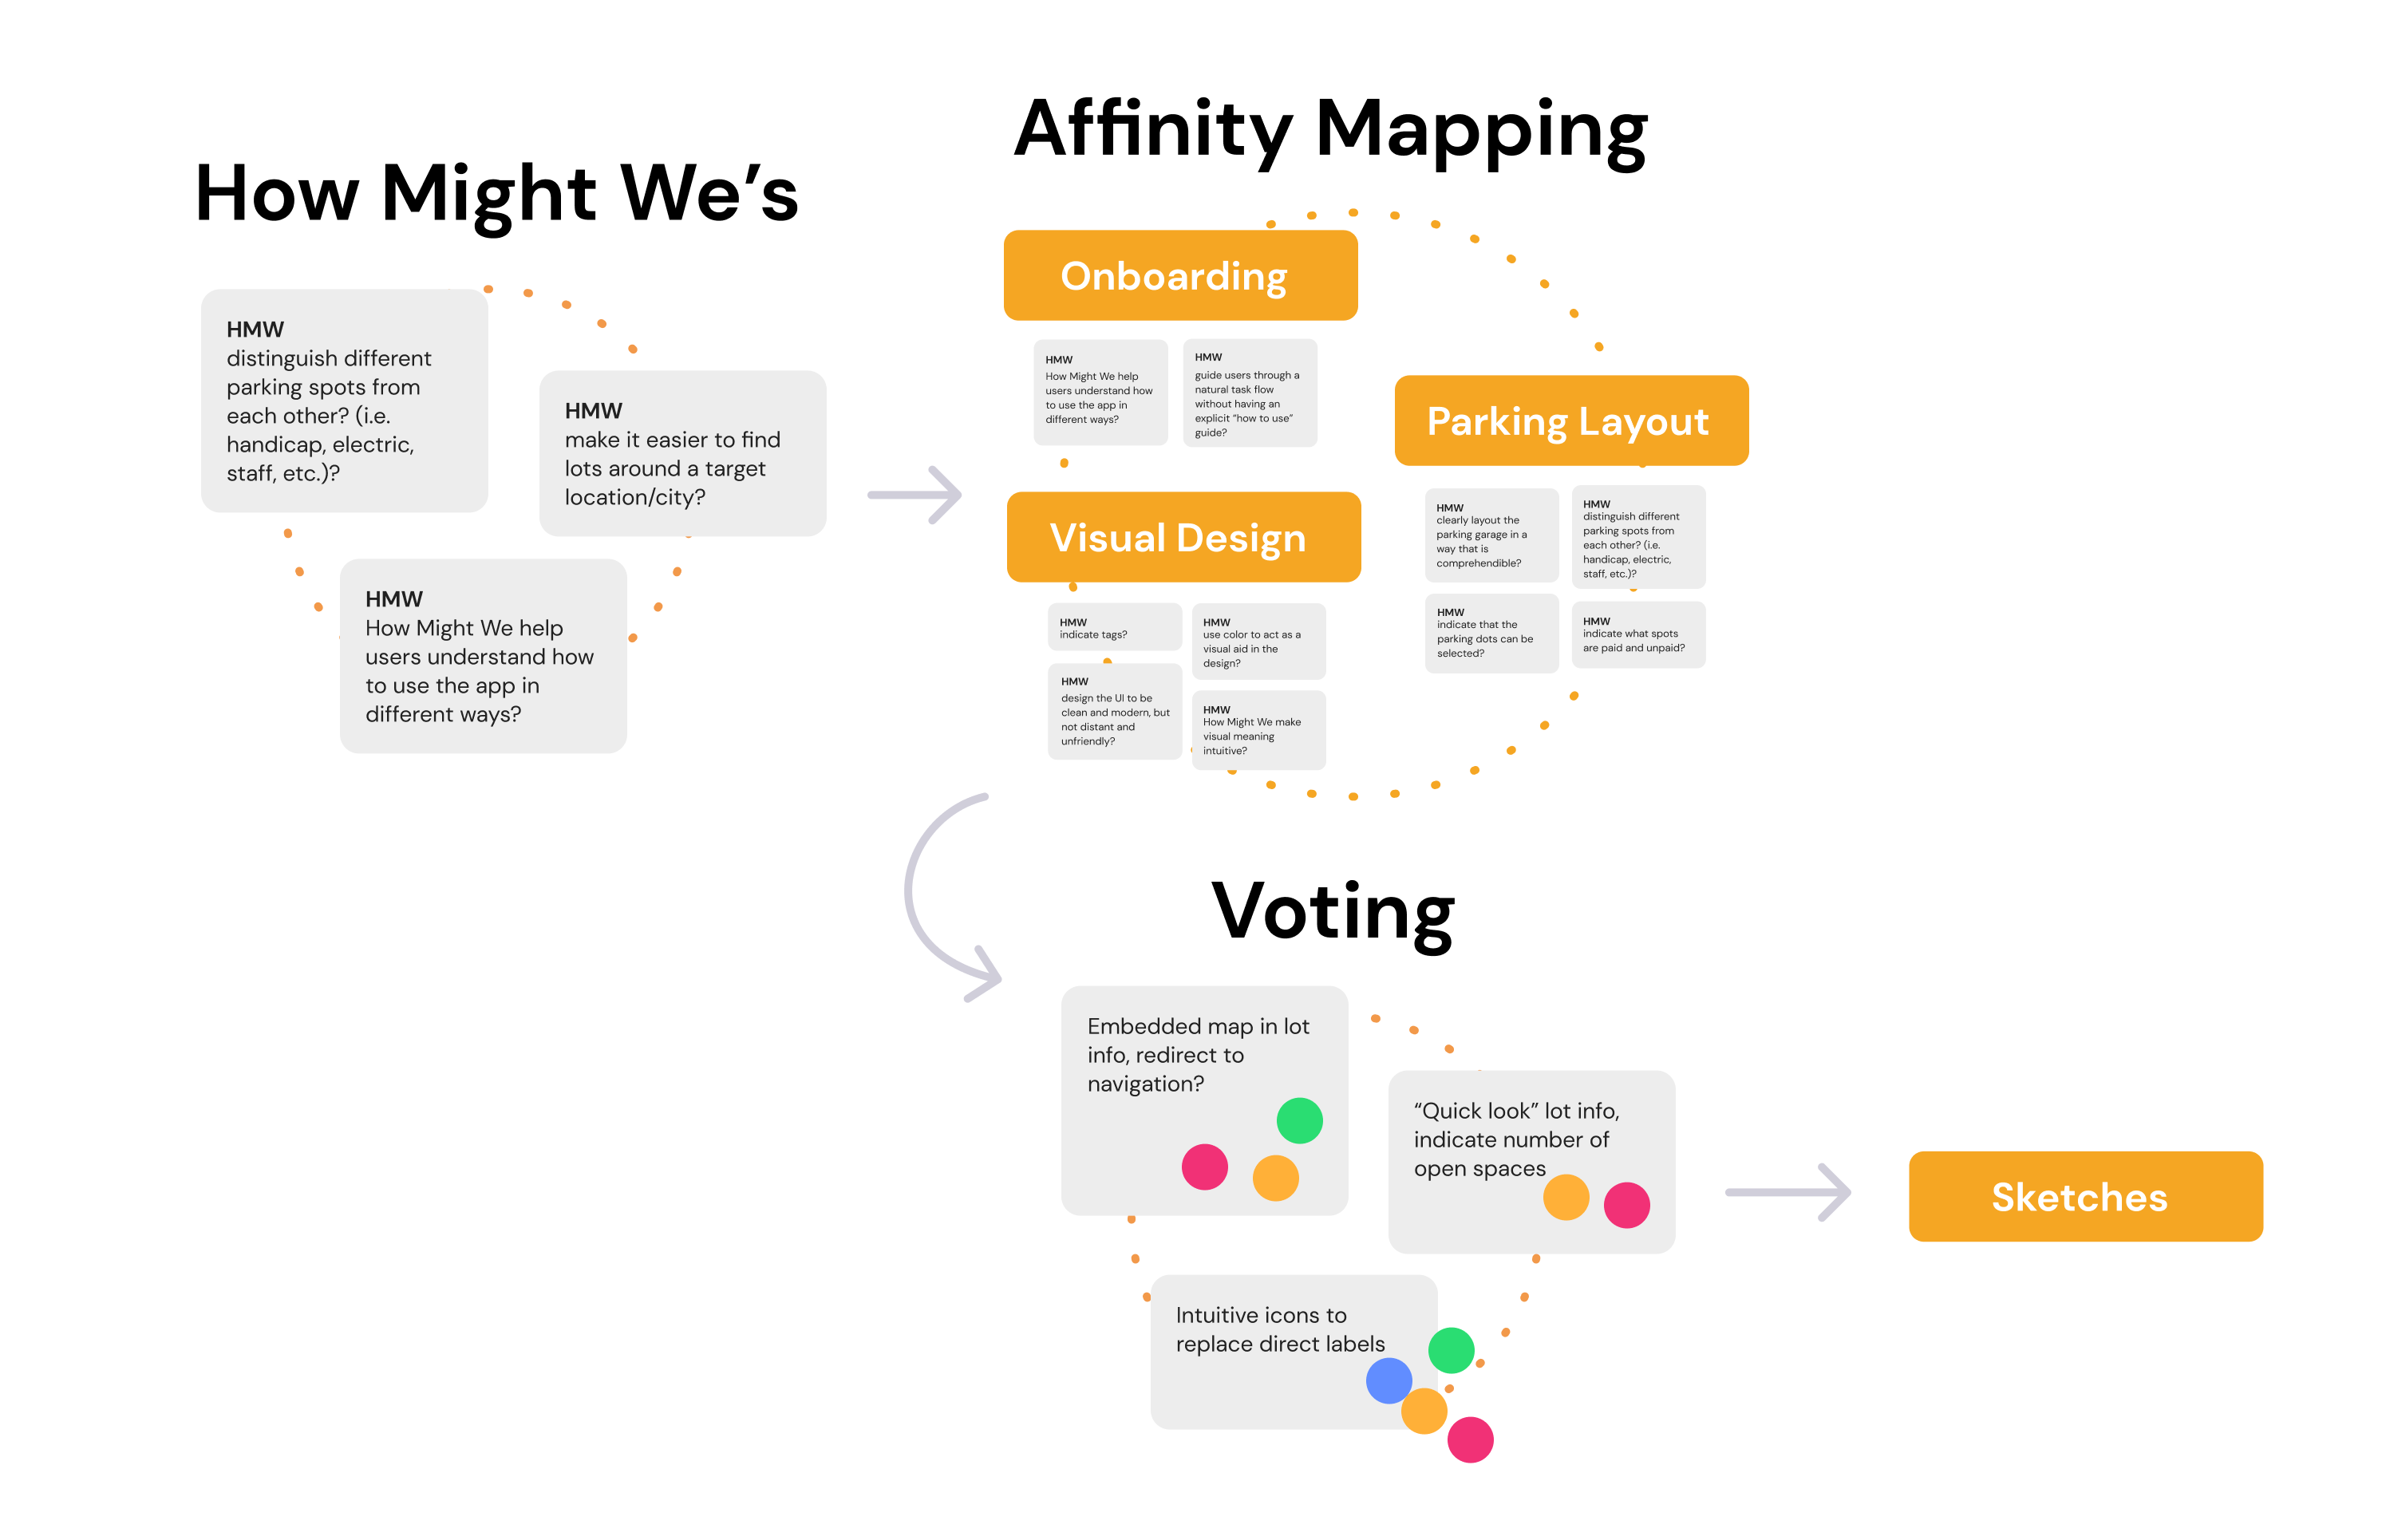 How Might We’s
HMW
distinguish different
parking spots from
each other? (i.e.
handicap, electric,
staff, etc.)?
HMW
make it easier to find
lots around a target
location/city?
HMW
How Might We help
users understand how
to use the app in
different ways?
Affinity Mapping
Onboarding
HMW
How Might We help
users understand how
to use the app in
different ways?
HMW
guide users through a
natural task flow
without having an
explicit “how to use”
guide?
Visual Design
HMW
indicate tags?
HMW
use color to act as a
visual aid in the
design?
HMW
design the UI to be
clean and modern, but
not distant and
unfriendly?
HMW
How Might We make
visual meaning
intuitive?
Parking Layout
HMW
clearly layout the
parking garage in a
way that is
comprehendible?
HMW
distinguish different
parking spots from
each other? (i.e.
handicap, electric,
staff, etc.)?
HMW
indicate that the
parking dots can be
selected?
HMW
indicate what spots
are paid and unpaid?
Voting
Embedded map in lot
info, redirect to
navigation?
“Quick look” lot info,
indicate number of
open spaces
Intuitive icons to
replace direct labels
Sketches